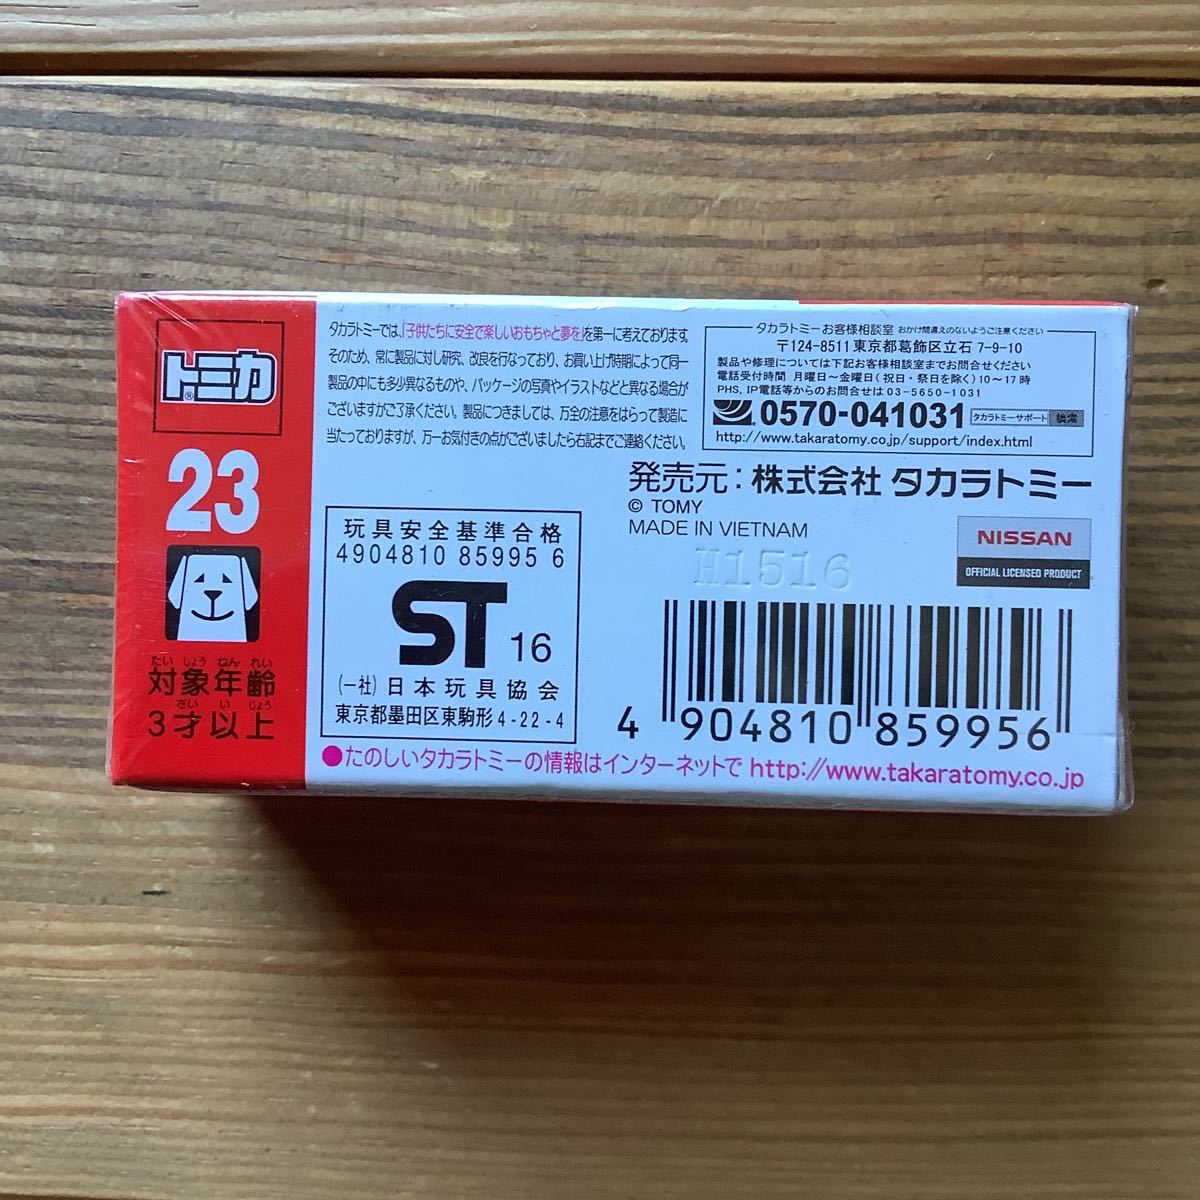 トミカ®
23
たいしょうねんれい
対象年齢
さいいじょう
3才以上
タカラトミーでは、「子供たちに安全で楽しいおもちゃと夢を」を第一に考えております。
そのため、常に製品に対し研究、改良を行なっており、お買い上げ時期によって同一
製品の中にも多少異なるものや、パッケージの写真やイラストなどと異なる場合が
ございますがご了承ください。製品につきましては、万全の注意をはらって製造に
当たっておりますが、万一お気付きの点がございましたら右記までご連絡ください。
タカラトミーお客様相談室 おかけ間違えのないようご注意ください
〒124-8511 東京都葛飾区立石 7-9-10
製品や修理については下記お客様相談室までお問合せください
電話受付時間 月曜日〜金曜日(祝日・祭日を除く)10〜17時
PHS, IP電話等からのお問合せは 03-5650-1031
0570-041031 タカラトミーサポート 検索
http://www.takaratomy.co.jp/support/index.html
発売元：株式会社 タカラトミー
© TOMY
MADE IN VIETNAM
NISSAN
OFFICIAL LICENSED PRODUCT
H1516
玩具安全基準合格
4904810 85995 6
ST 16
(一社) 日本玩具協会
東京都墨田区東駒形 4-22-4
4 904810 859956
●たのしいタカラトミーの情報はインターネットで http://www.takaratomy.co.jp